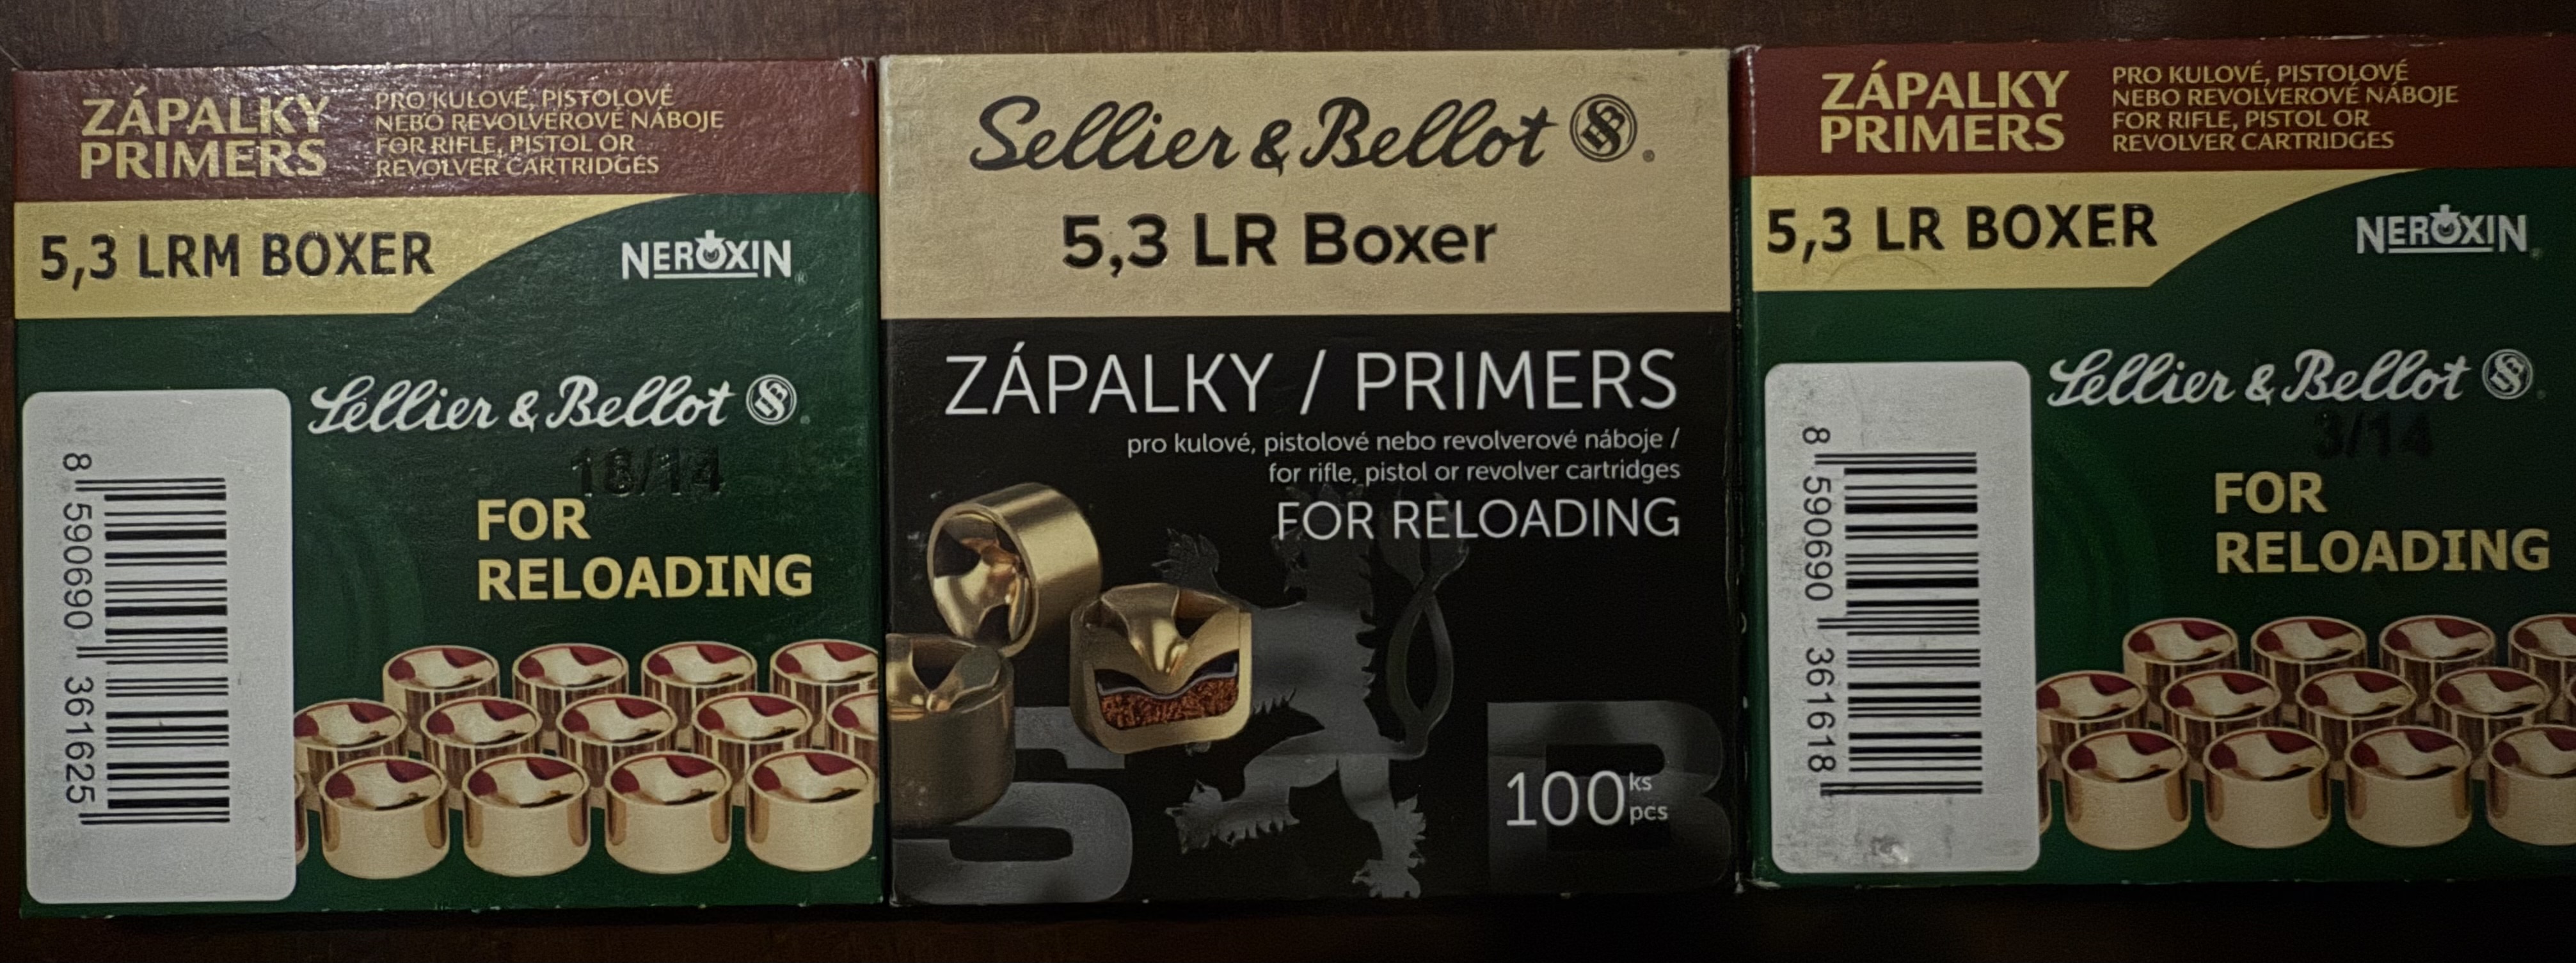 ZÁPALKY
PRIMERS
PRO KULOVÉ, PISTOLOVÉ
NEBO REVOLVEROVÉ NÁBOJE
FOR RIFLE, PISTOL OR
REVOLVER CARTRIDGES
5,3 LRM BOXER
NEROXIN
Sellier & Bellot
18/14
FOR
RELOADING
8 590690 361625
Sellier & Bellot
5,3 LR Boxer
ZÁPALKY / PRIMERS
pro kulové, pistolové nebo revolverové náboje /
for rifle, pistol or revolver cartridges
FOR RELOADING
S B
100 ks
pcs
ZÁPALKY
PRIMERS
PRO KULOVÉ, PISTOLOVÉ
NEBO REVOLVEROVÉ NÁBOJE
FOR RIFLE, PISTOL OR
REVOLVER CARTRIDGES
5,3 LR BOXER
NEROXIN
Sellier & Bellot
3/14
FOR
RELOADING
8 590690 361618